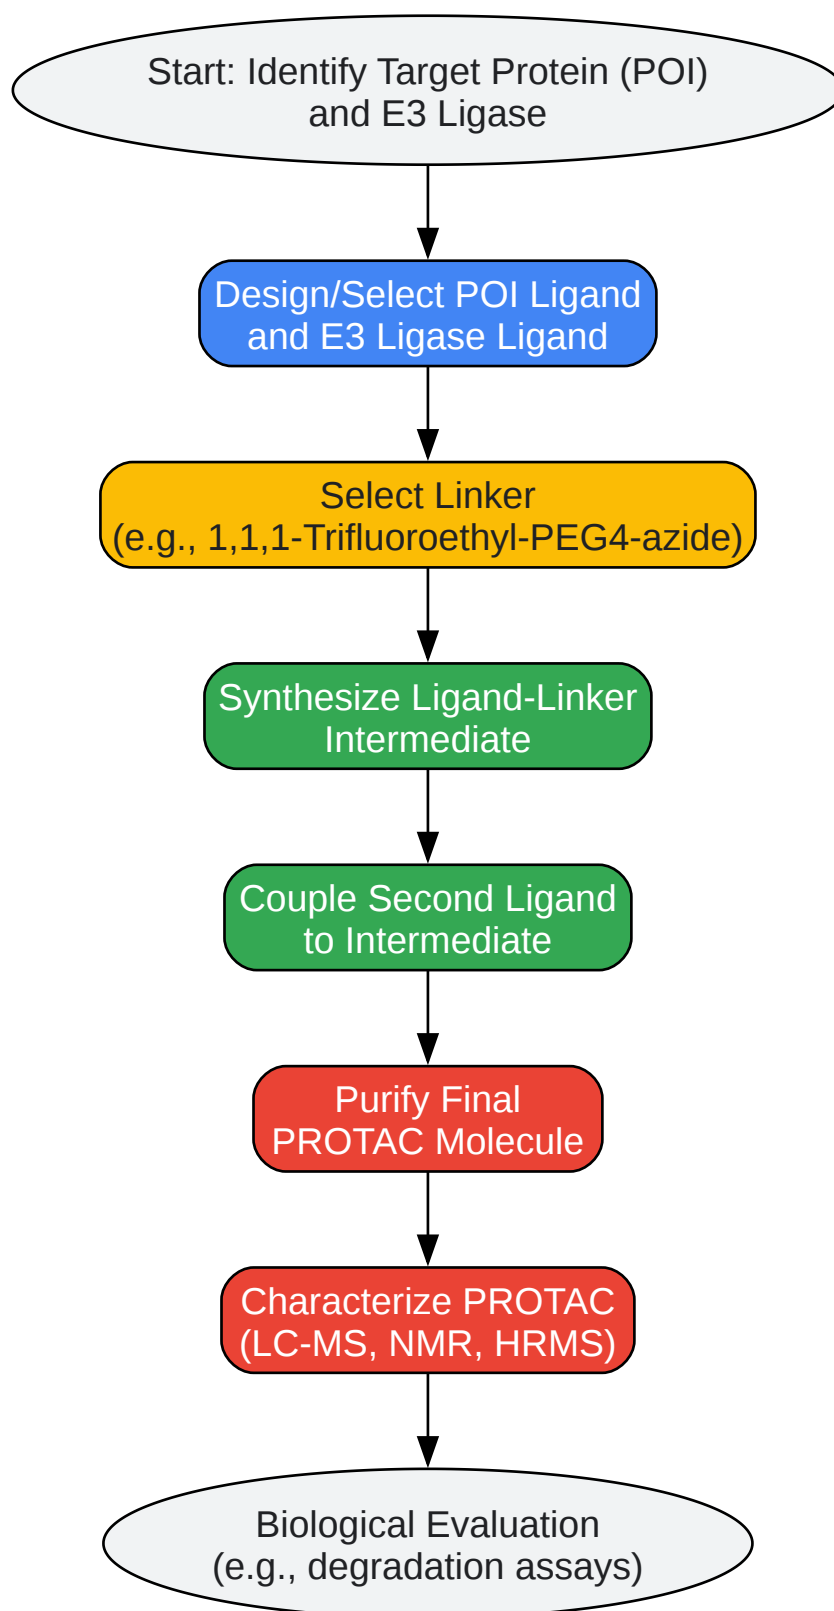 Start: Identify Target Protein (POI)
and E3 Ligase
Design/Select POI Ligand
and E3 Ligase Ligand
Select Linker
(e.g., 1,1,1-Trifluoroethyl-PEG4-azide)
Synthesize Ligand-Linker
Intermediate
Couple Second Ligand
to Intermediate
Purify Final
PROTAC Molecule
Characterize PROTAC
(LC-MS, NMR, HRMS)
Biological Evaluation
(e.g., degradation assays)